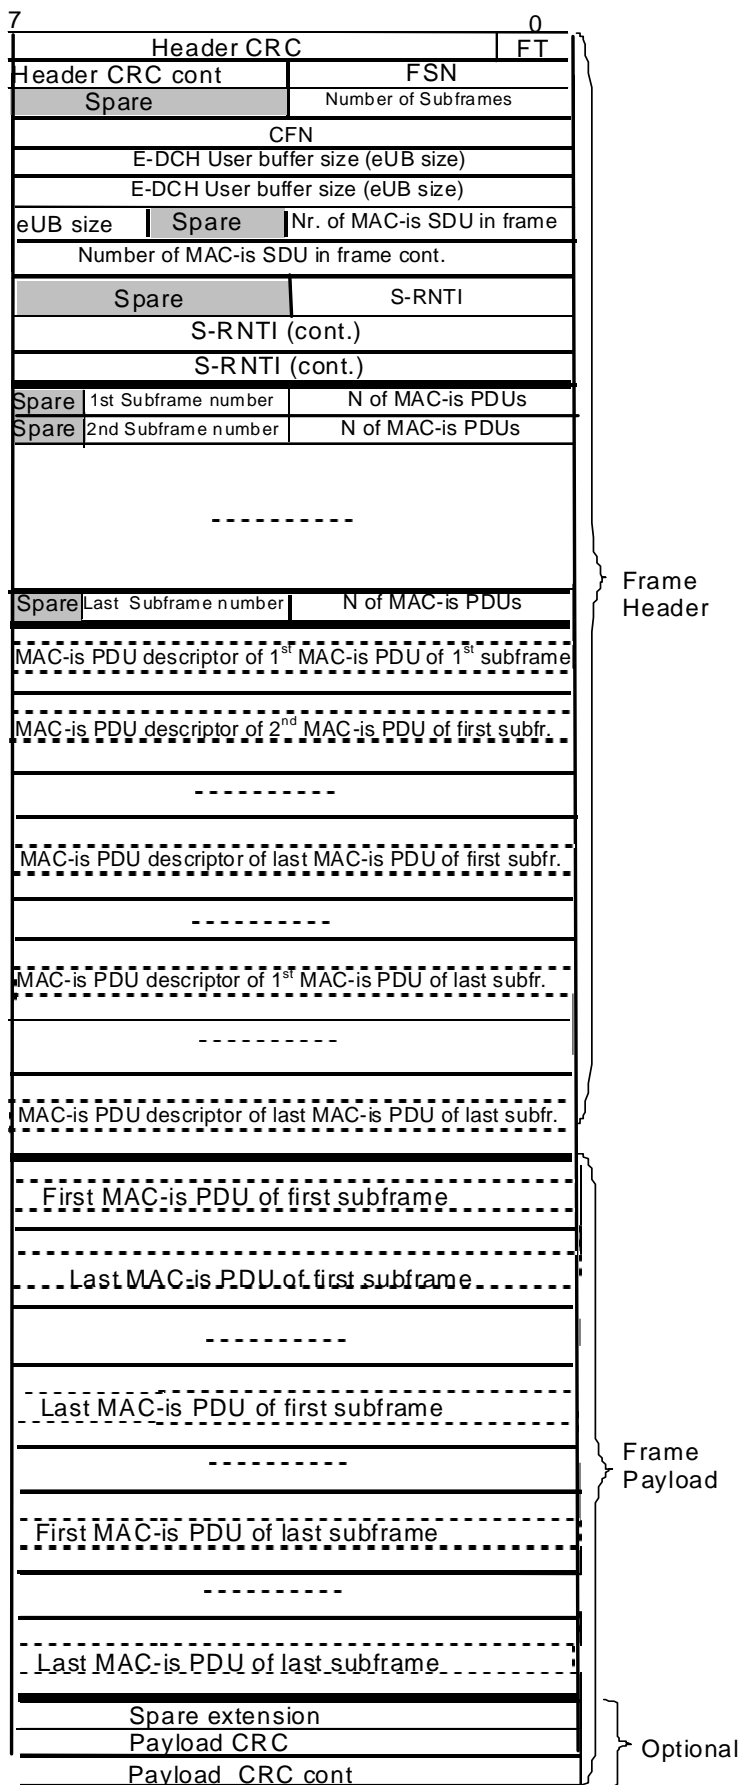 7 0
Header CRC FT
Header CRC cont FSN
Spare Number of Subframes
CFN
E-DCH User buffer size (eUB size)
E-DCH User buffer size (eUB size)
eUB size Spare Nr. of MAC-is SDU in frame
Number of MAC-is SDU in frame cont.
Spare S-RNTI
S-RNTI (cont.)
S-RNTI (cont.)
Spare 1st Subframe number N of MAC-is PDUs
Spare 2nd Subframe number N of MAC-is PDUs
Frame
Header
Spare Last Subframe number N of MAC-is PDUs
MAC-is PDU descriptor of 1st MAC-is PDU of 1st subframe
MAC-is PDU descriptor of 2nd MAC-is PDU of first subfr.
MAC-is PDU descriptor of last MAC-is PDU of first subfr.
MAC-is PDU descriptor of 1st MAC-is PDU of last subfr.
MAC-is PDU descriptor of last MAC-is PDU of last subfr.
First MAC-is PDU of first subframe
Last MAC-is PDU of first subframe
Last MAC-is PDU of first subframe
Frame
Payload
First MAC-is PDU of last subframe
Last MAC-is PDU of last subframe
Spare extension
Payload CRC
Optional
Payload CRC cont